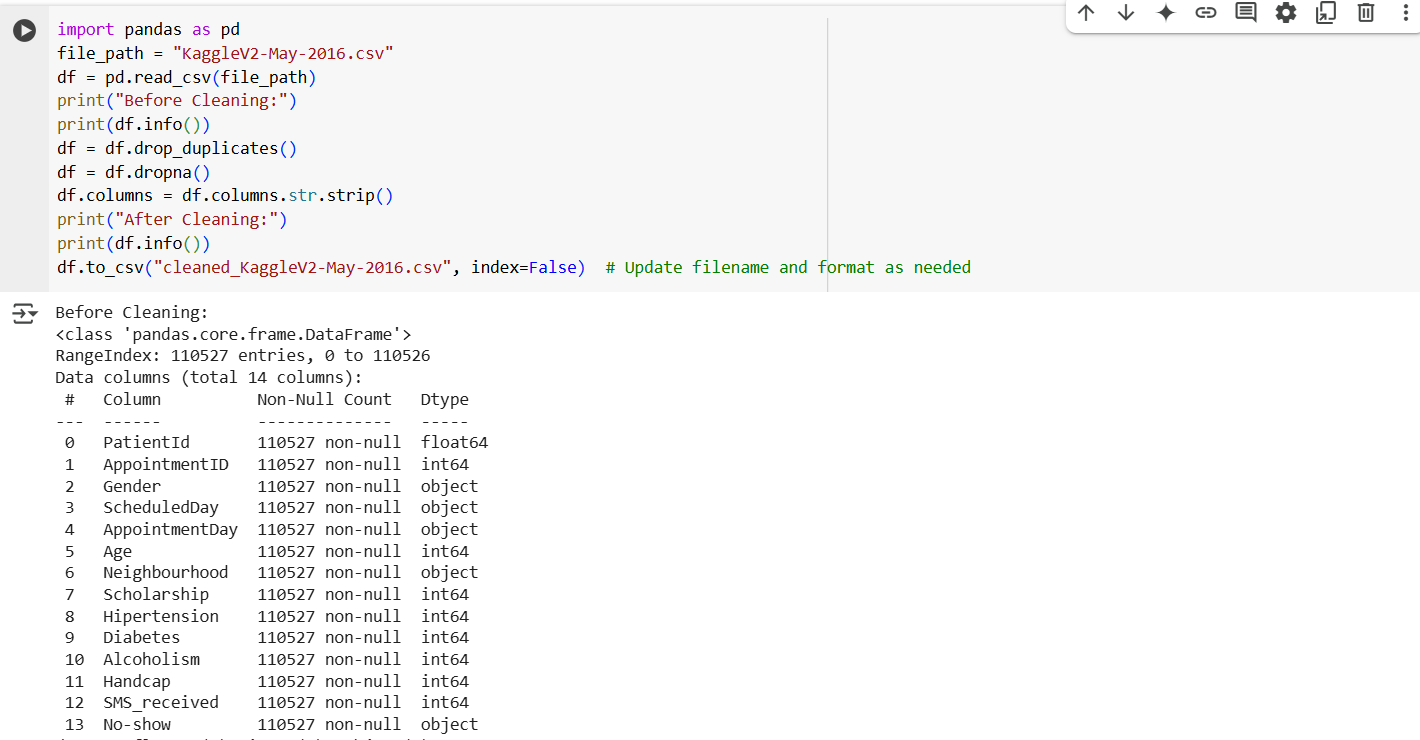 import pandas as pd
file_path = "KaggleV2-May-2016.csv"
df = pd.read_csv(file_path)
print("Before Cleaning:")
print(df.info())
df = df.drop_duplicates()
df = df.dropna()
df.columns = df.columns.str.strip()
print("After Cleaning:")
print(df.info())
df.to_csv("cleaned_KaggleV2-May-2016.csv", index=False)  # Update filename and format as needed
Before Cleaning:
<class 'pandas.core.frame.DataFrame'>
RangeIndex: 110527 entries, 0 to 110526
Data columns (total 14 columns):
 #   Column          Non-Null Count   Dtype
---  ------          --------------   -----
 0   PatientId       110527 non-null  float64
 1   AppointmentID   110527 non-null  int64
 2   Gender          110527 non-null  object
 3   ScheduledDay    110527 non-null  object
 4   AppointmentDay  110527 non-null  object
 5   Age             110527 non-null  int64
 6   Neighbourhood   110527 non-null  object
 7   Scholarship     110527 non-null  int64
 8   Hipertension    110527 non-null  int64
 9   Diabetes        110527 non-null  int64
 10  Alcoholism      110527 non-null  int64
 11  Handcap         110527 non-null  int64
 12  SMS_received    110527 non-null  int64
 13  No-show         110527 non-null  object